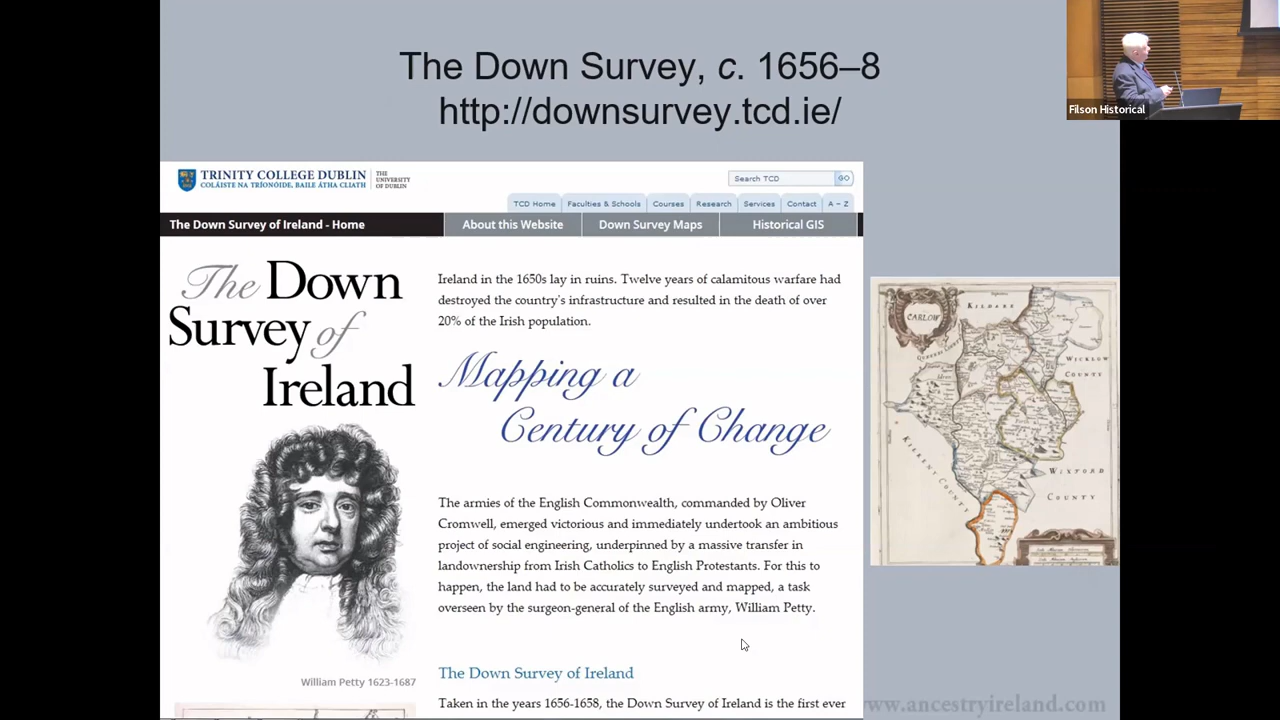 The Down Survey, c. 1656–8
http://downsurvey.tcd.ie/
Filson Historical
TRINITY COLLEGE DUBLIN
COLÁISTE NA TRÍONÓIDE, BAILE ÁTHA CLIATH
THE
UNIVERSITY
OF DUBLIN
Search TCD
GO
TCD Home
Faculties & Schools
Courses
Research
Services
Contact
A – Z
The Down Survey of Ireland - Home
About this Website
Down Survey Maps
Historical GIS
The Down
Survey of
Ireland
Ireland in the 1650s lay in ruins. Twelve years of calamitous warfare had
destroyed the country's infrastructure and resulted in the death of over
20% of the Irish population.
Mapping a
Century of Change
The armies of the English Commonwealth, commanded by Oliver
Cromwell, emerged victorious and immediately undertook an ambitious
project of social engineering, underpinned by a massive transfer in
landownership from Irish Catholics to English Protestants. For this to
happen, the land had to be accurately surveyed and mapped, a task
overseen by the surgeon-general of the English army, William Petty.
William Petty 1623-1687
The Down Survey of Ireland
Taken in the years 1656-1658, the Down Survey of Ireland is the first ever
CARLOW
KILDARE
WICKLOW
COUNTY
WEXFORD
COUNTY
KILKENY COUNTY
www.ancestryireland.com